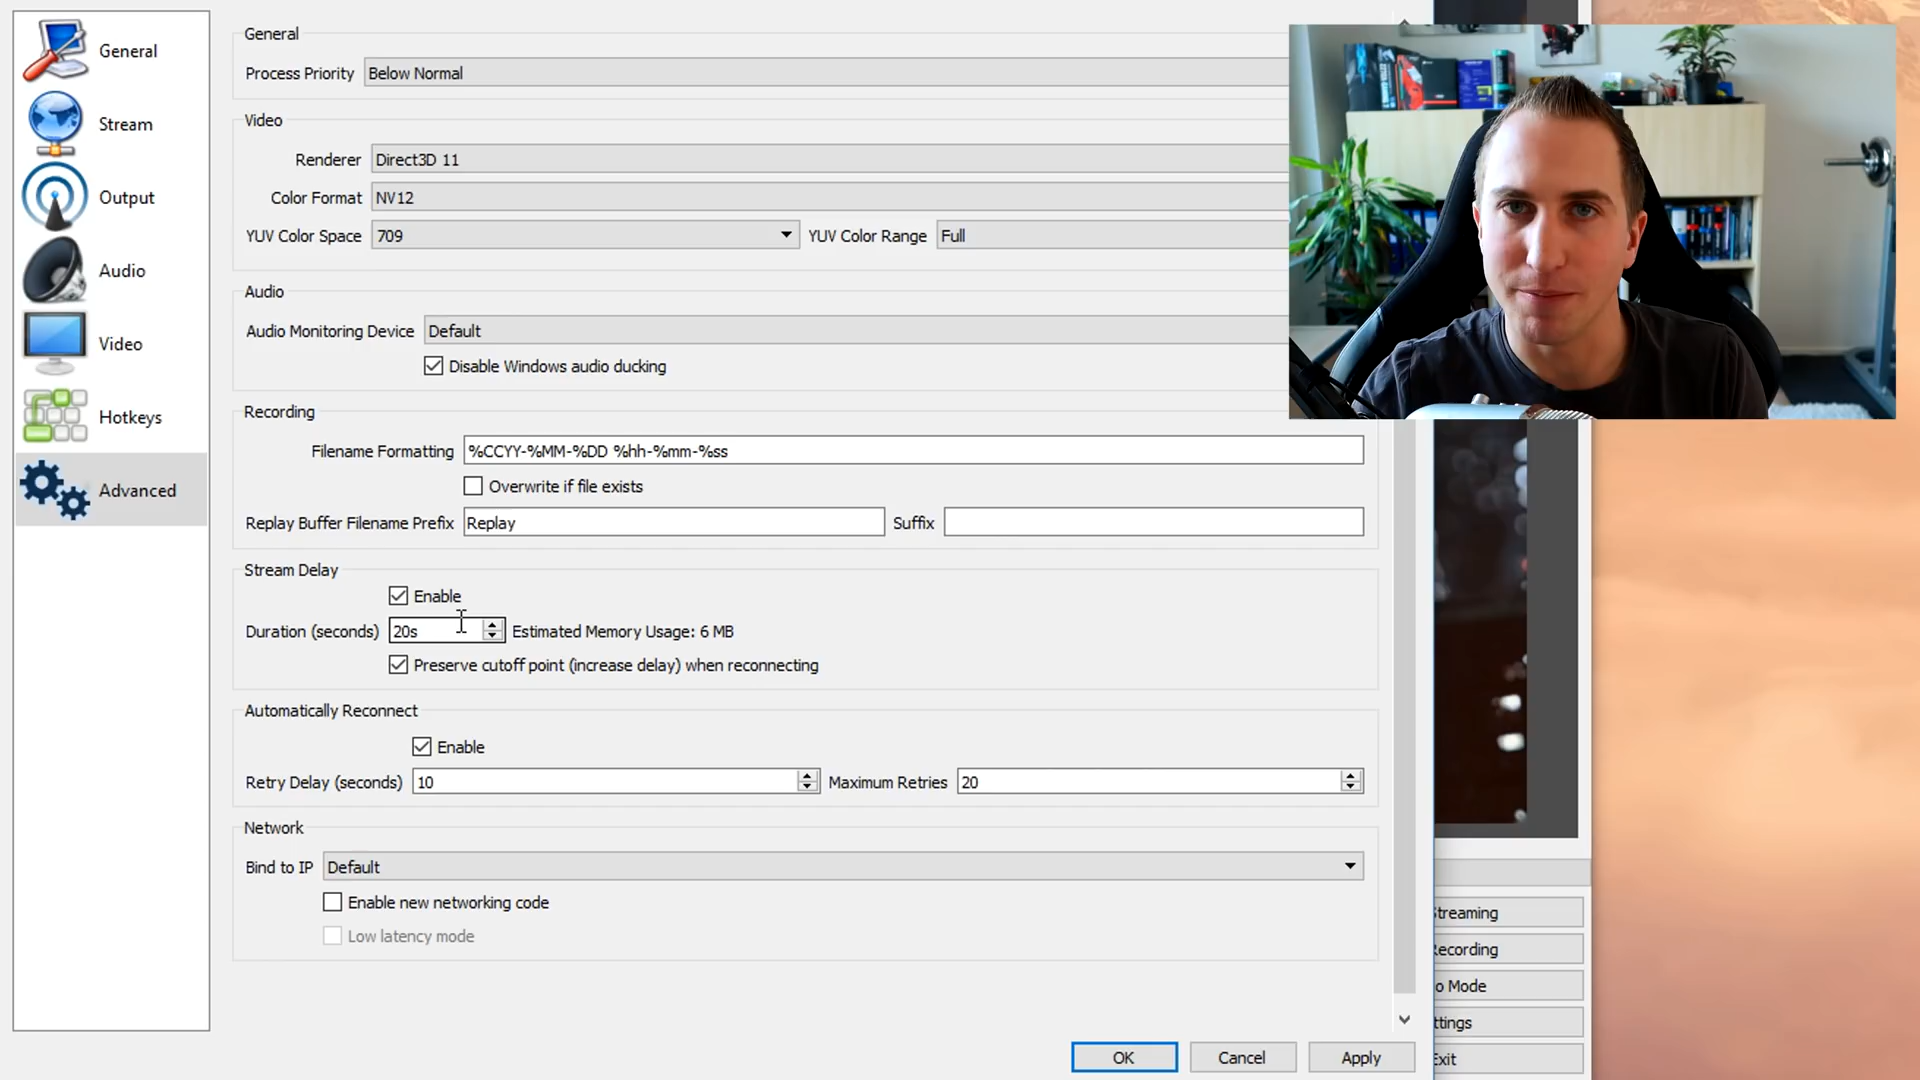 General
Stream
Output
Audio
Video
Hotkeys
Advanced
General
Process Priority Below Normal
Video
Renderer Direct3D 11
Color Format NV12
YUV Color Space 709 YUV Color Range Full
Audio
Audio Monitoring Device Default
Disable Windows audio ducking
Recording
Filename Formatting %CCYY-%MM-%DD %hh-%mm-%ss
Overwrite if file exists
Replay Buffer Filename Prefix Replay Suffix
Stream Delay
Enable
Duration (seconds) 20s Estimated Memory Usage: 6 MB
Preserve cutoff point (increase delay) when reconnecting
Automatically Reconnect
Enable
Retry Delay (seconds) 10 Maximum Retries 20
Network
Bind to IP Default
Enable new networking code
Low latency mode
OK Cancel Apply
Streaming
Recording
o Mode
ttings
Exit